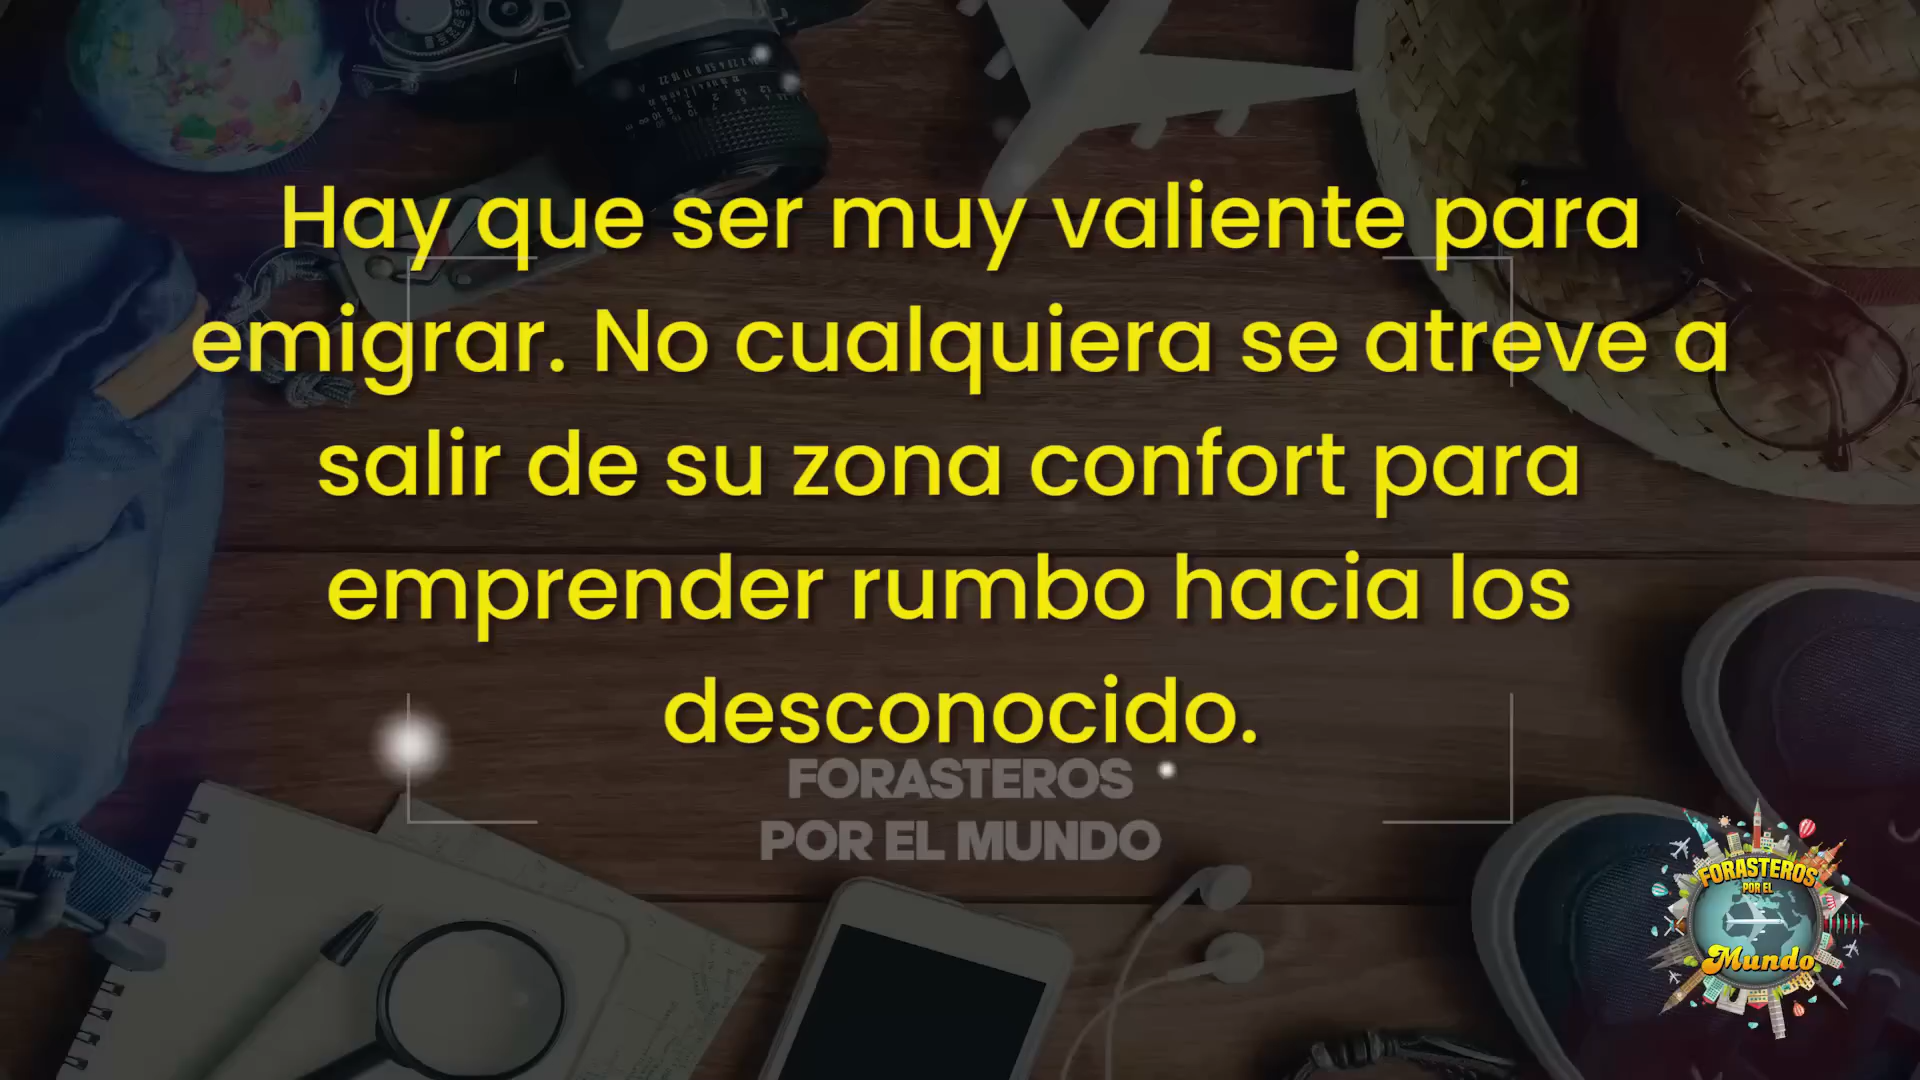 Hay que ser muy valiente para
emigrar. No cualquiera se atreve a
salir de su zona confort para
emprender rumbo hacia los
desconocido.
FORASTEROS
POR EL MUNDO
FORASTEROS
POR EL
Mundo